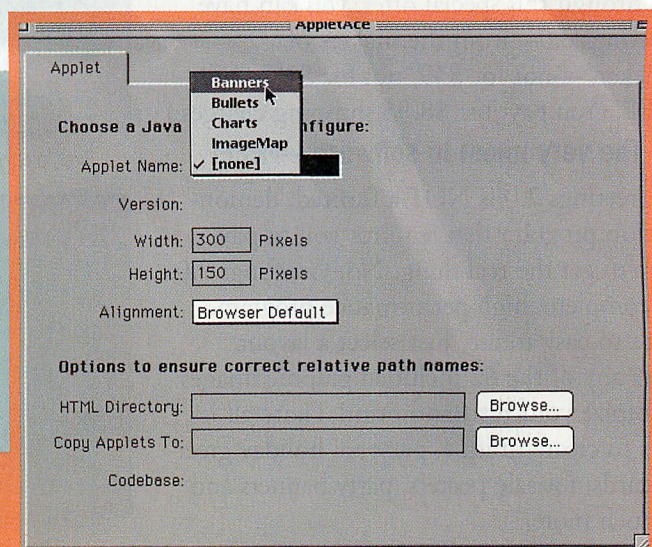 AppletAce
Applet
Banners
Bullets
Charts
ImageMap
✓ [none]
Choose a Java
nfigure:
Applet Name:
Version:
Width: 300 Pixels
Height: 150 Pixels
Alignment: Browser Default
Options to ensure correct relative path names:
HTML Directory: Browse...
Copy Applets To: Browse...
Codebase: